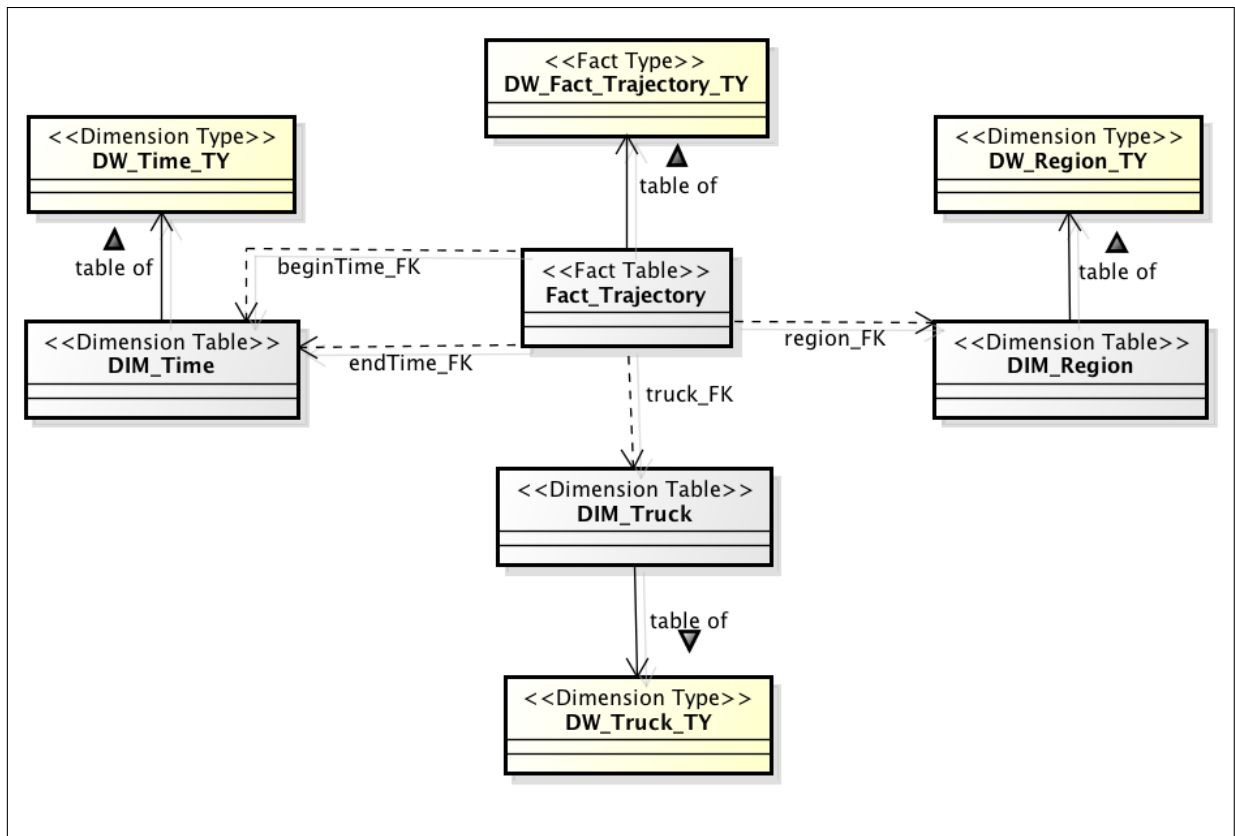 <<Fact Type>>
DW_Fact_Trajectory_TY
<<Dimension Type>>
DW_Time_TY
<<Dimension Type>>
DW_Region_TY
table of
table of
table of
beginTime_FK
<<Fact Table>>
Fact_Trajectory
<<Dimension Table>>
DIM_Time
endTime_FK
region_FK
<<Dimension Table>>
DIM_Region
truck_FK
<<Dimension Table>>
DIM_Truck
table of
<<Dimension Type>>
DW_Truck_TY